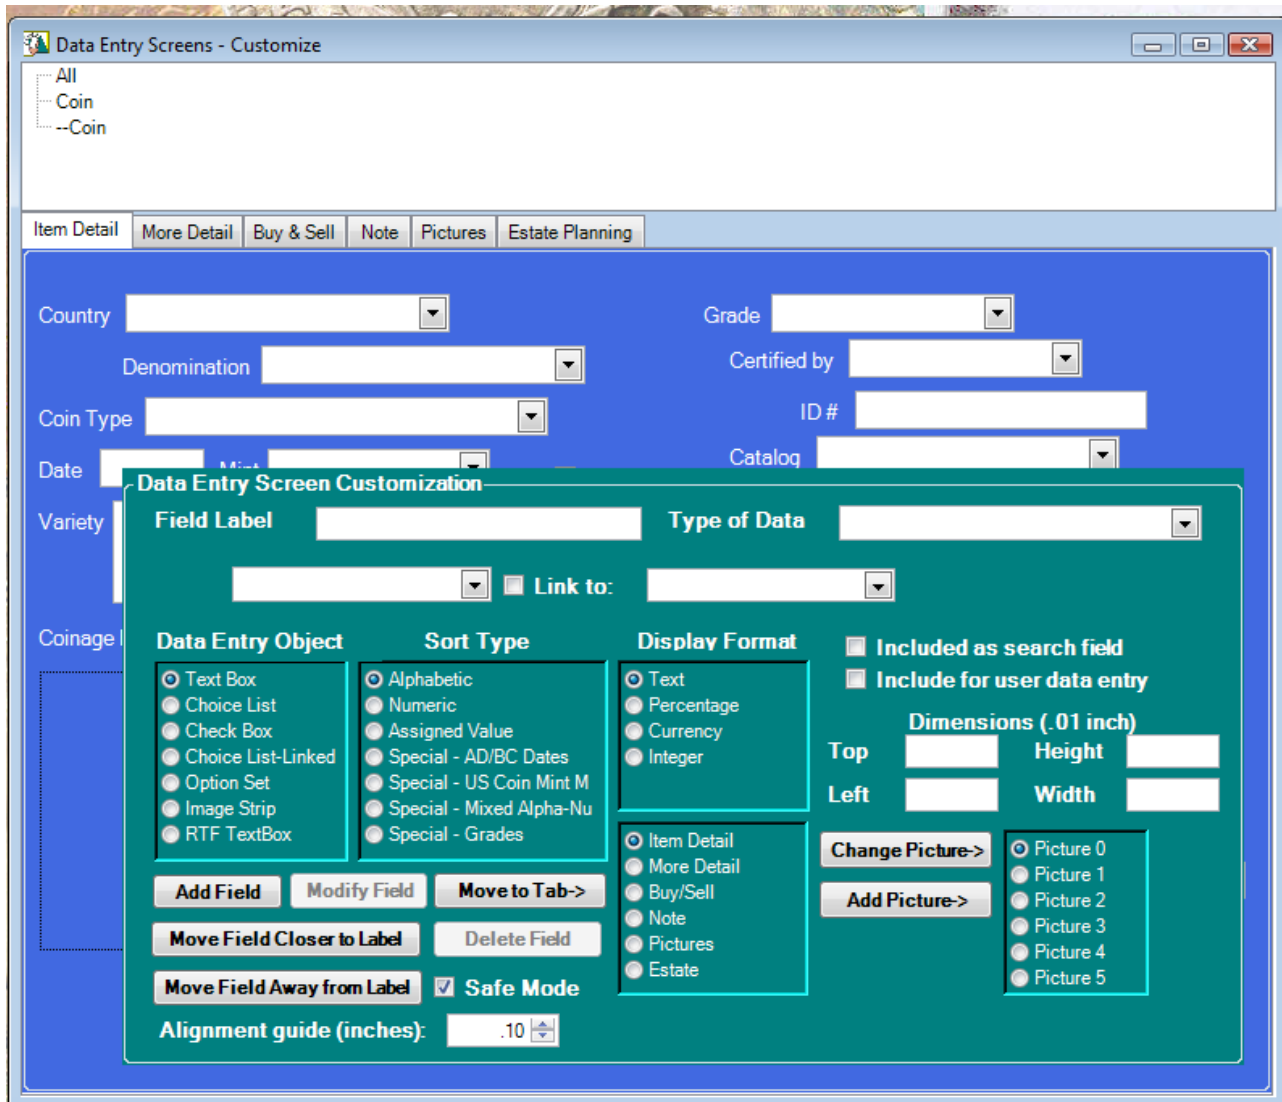 Data Entry Screens - Customize
All
Coin
--Coin
Item Detail More Detail Buy & Sell Note Pictures Estate Planning
Country Grade
Denomination Certified by
Coin Type ID #
Date Mint Catalog
Data Entry Screen Customization
Variety Field Label Type of Data
Link to:
Coinage Data Entry Object Sort Type Display Format Included as search field
Text Box Alphabetic Text Include for user data entry
Choice List Numeric Percentage
Check Box Assigned Value Currency Dimensions (.01 inch)
Choice List-Linked Special - AD/BC Dates Integer Top Height
Option Set Special - US Coin Mint M
Image Strip Special - Mixed Alpha-Nu Left Width
RTF TextBox Special - Grades
Item Detail Change Picture-> Picture 0
More Detail Picture 1
Add Field Modify Field Move to Tab-> Buy/Sell Add Picture-> Picture 2
Note Picture 3
Move Field Closer to Label Delete Field Pictures Picture 4
Estate Picture 5
Move Field Away from Label Safe Mode
Alignment guide (inches): .10